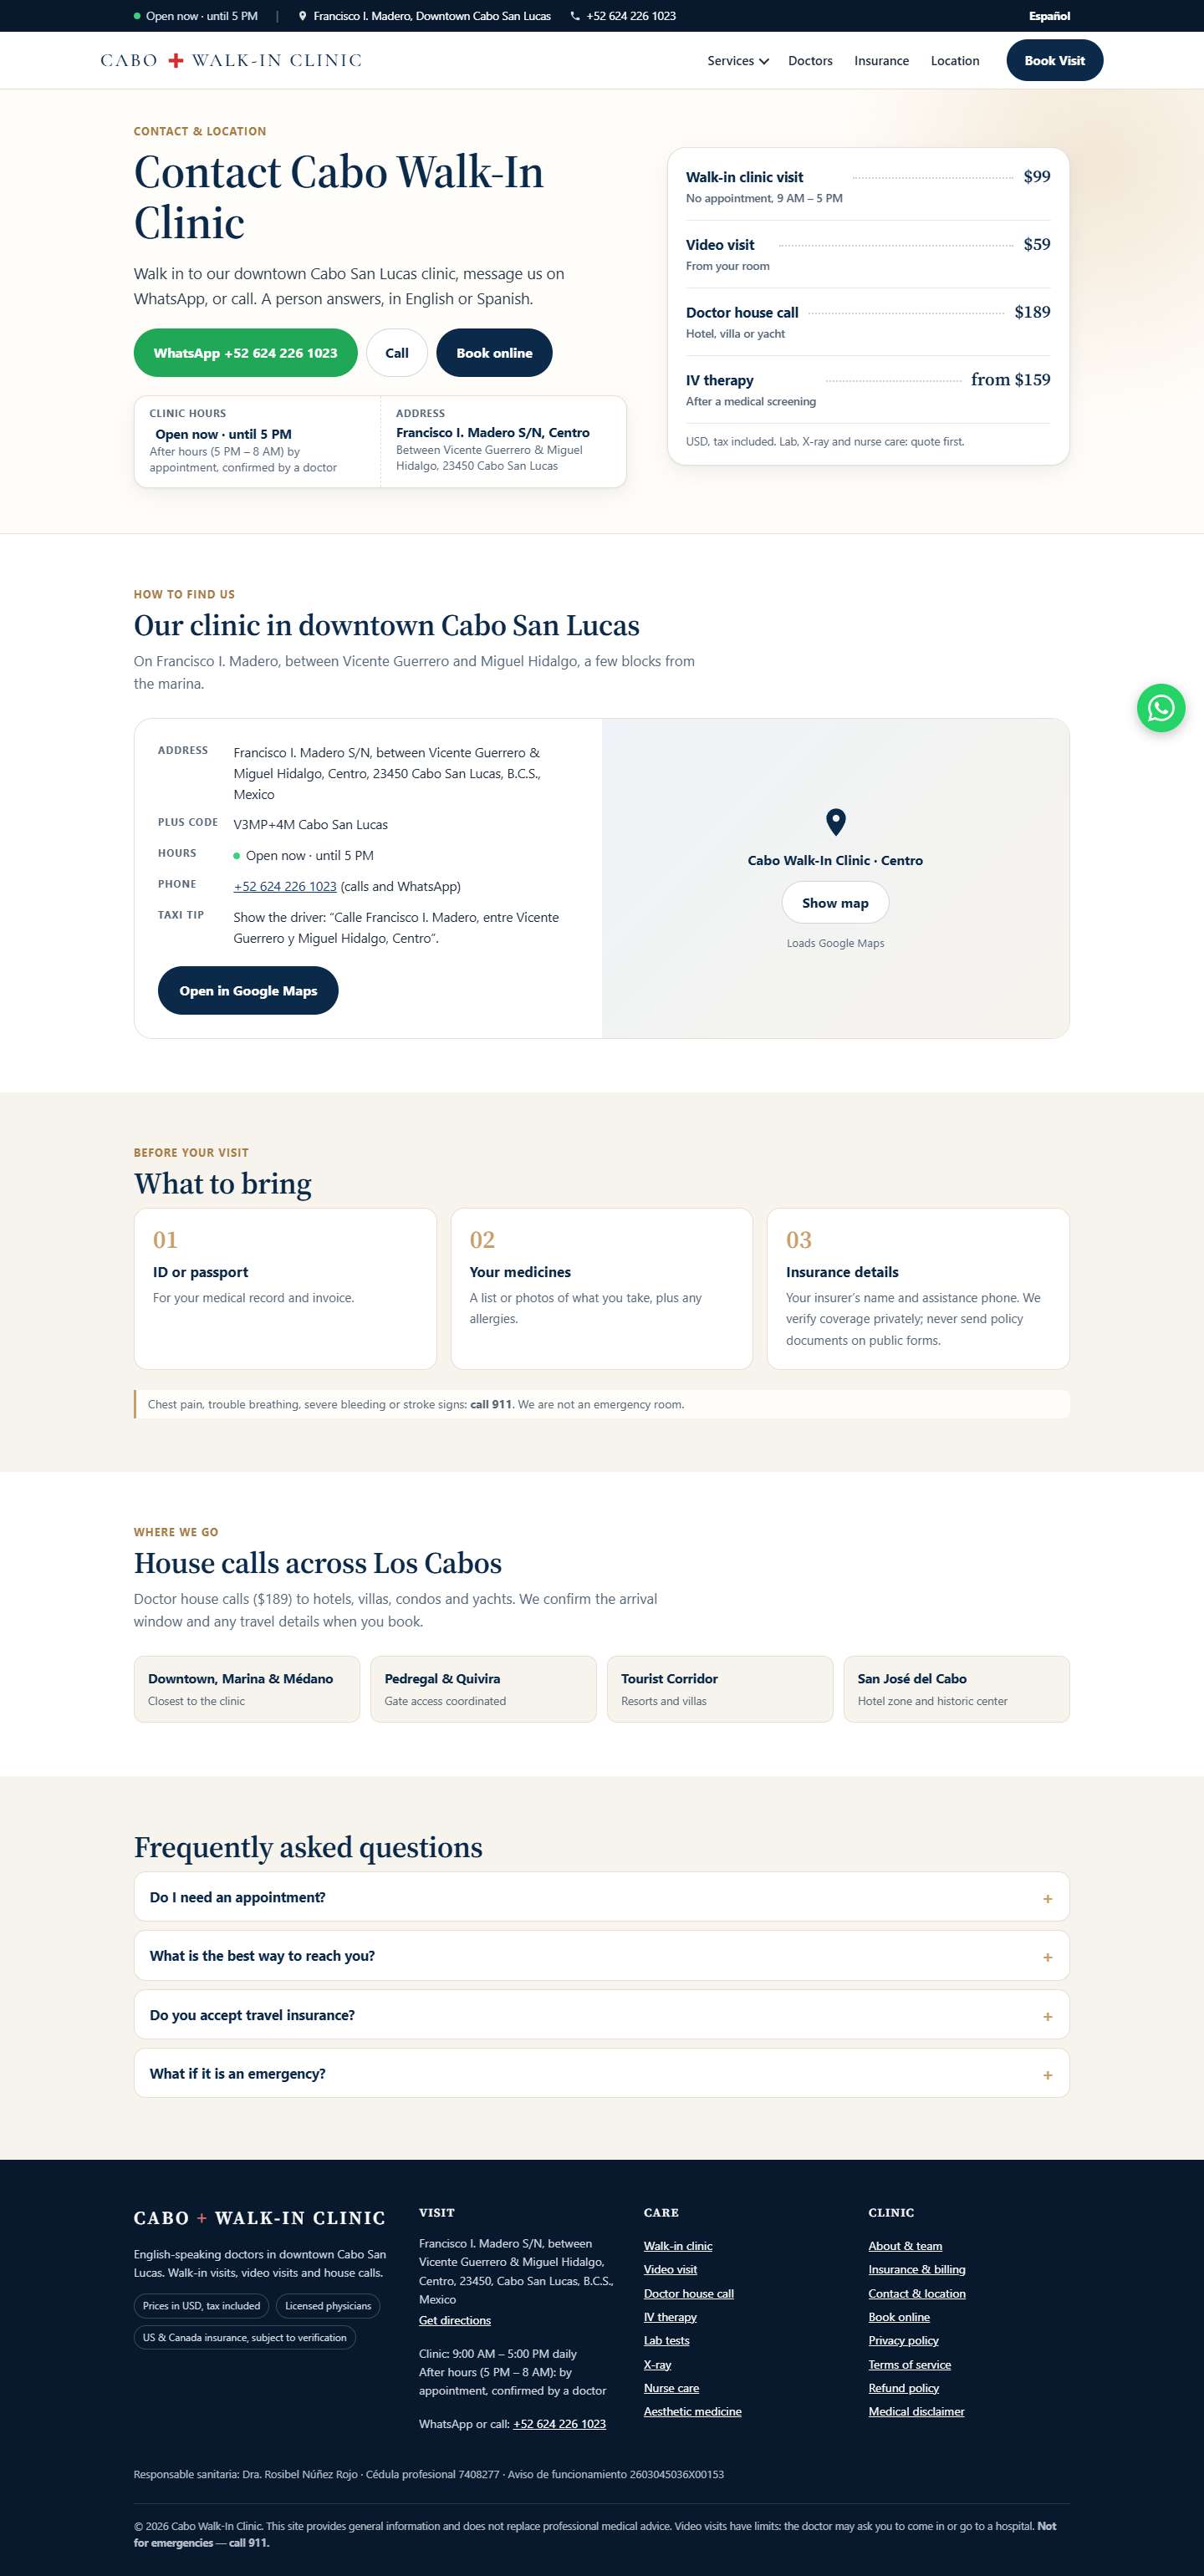 Open now · until 5 PM | Francisco I. Madero, Downtown Cabo San Lucas +52 624 226 1023 Español
CABO + WALK-IN CLINIC
Services Doctors Insurance Location Book Visit
CONTACT & LOCATION
Contact Cabo Walk-In
Clinic
Walk in to our downtown Cabo San Lucas clinic, message us on
WhatsApp, or call. A person answers, in English or Spanish.
WhatsApp +52 624 226 1023 Call Book online
CLINIC HOURS
Open now · until 5 PM
After hours (5 PM – 8 AM) by
appointment, confirmed by a doctor
ADDRESS
Francisco I. Madero S/N, Centro
Between Vicente Guerrero & Miguel
Hidalgo, 23450 Cabo San Lucas
Walk-in clinic visit $99
No appointment, 9 AM – 5 PM
Video visit $59
From your room
Doctor house call $189
Hotel, villa or yacht
IV therapy from $159
After a medical screening
USD, tax included. Lab, X-ray and nurse care: quote first.
HOW TO FIND US
Our clinic in downtown Cabo San Lucas
On Francisco I. Madero, between Vicente Guerrero and Miguel Hidalgo, a few blocks from
the marina.
ADDRESS Francisco I. Madero S/N, between Vicente Guerrero &
Miguel Hidalgo, Centro, 23450 Cabo San Lucas, B.C.S.,
Mexico
PLUS CODE V3MP+4M Cabo San Lucas
HOURS Open now · until 5 PM
PHONE +52 624 226 1023 (calls and WhatsApp)
TAXI TIP Show the driver: “Calle Francisco I. Madero, entre Vicente
Guerrero y Miguel Hidalgo, Centro”.
Open in Google Maps
Cabo Walk-In Clinic · Centro
Show map
Loads Google Maps
BEFORE YOUR VISIT
What to bring
01
ID or passport
For your medical record and invoice.
02
Your medicines
A list or photos of what you take, plus any
allergies.
03
Insurance details
Your insurer’s name and assistance phone. We
verify coverage privately; never send policy
documents on public forms.
Chest pain, trouble breathing, severe bleeding or stroke signs: call 911. We are not an emergency room.
WHERE WE GO
House calls across Los Cabos
Doctor house calls ($189) to hotels, villas, condos and yachts. We confirm the arrival
window and any travel details when you book.
Downtown, Marina & Médano
Closest to the clinic
Pedregal & Quivira
Gate access coordinated
Tourist Corridor
Resorts and villas
San José del Cabo
Hotel zone and historic center
Frequently asked questions
Do I need an appointment? +
What is the best way to reach you? +
Do you accept travel insurance? +
What if it is an emergency? +
CABO + WALK-IN CLINIC
English-speaking doctors in downtown Cabo San
Lucas. Walk-in visits, video visits and house calls.
Prices in USD, tax included Licensed physicians
US & Canada insurance, subject to verification
VISIT
Francisco I. Madero S/N, between
Vicente Guerrero & Miguel Hidalgo,
Centro, 23450, Cabo San Lucas, B.C.S.,
Mexico
Get directions
Clinic: 9:00 AM – 5:00 PM daily
After hours (5 PM – 8 AM): by
appointment, confirmed by a doctor
WhatsApp or call: +52 624 226 1023
CARE
Walk-in clinic
Video visit
Doctor house call
IV therapy
Lab tests
X-ray
Nurse care
Aesthetic medicine
CLINIC
About & team
Insurance & billing
Contact & location
Book online
Privacy policy
Terms of service
Refund policy
Medical disclaimer
Responsable sanitaria: Dra. Rosibel Núñez Rojo · Cédula profesional 7408277 · Aviso de funcionamiento 2603045036X00153
© 2026 Cabo Walk-In Clinic. This site provides general information and does not replace professional medical advice. Video visits have limits: the doctor may ask you to come in or go to a hospital. Not
for emergencies — call 911.